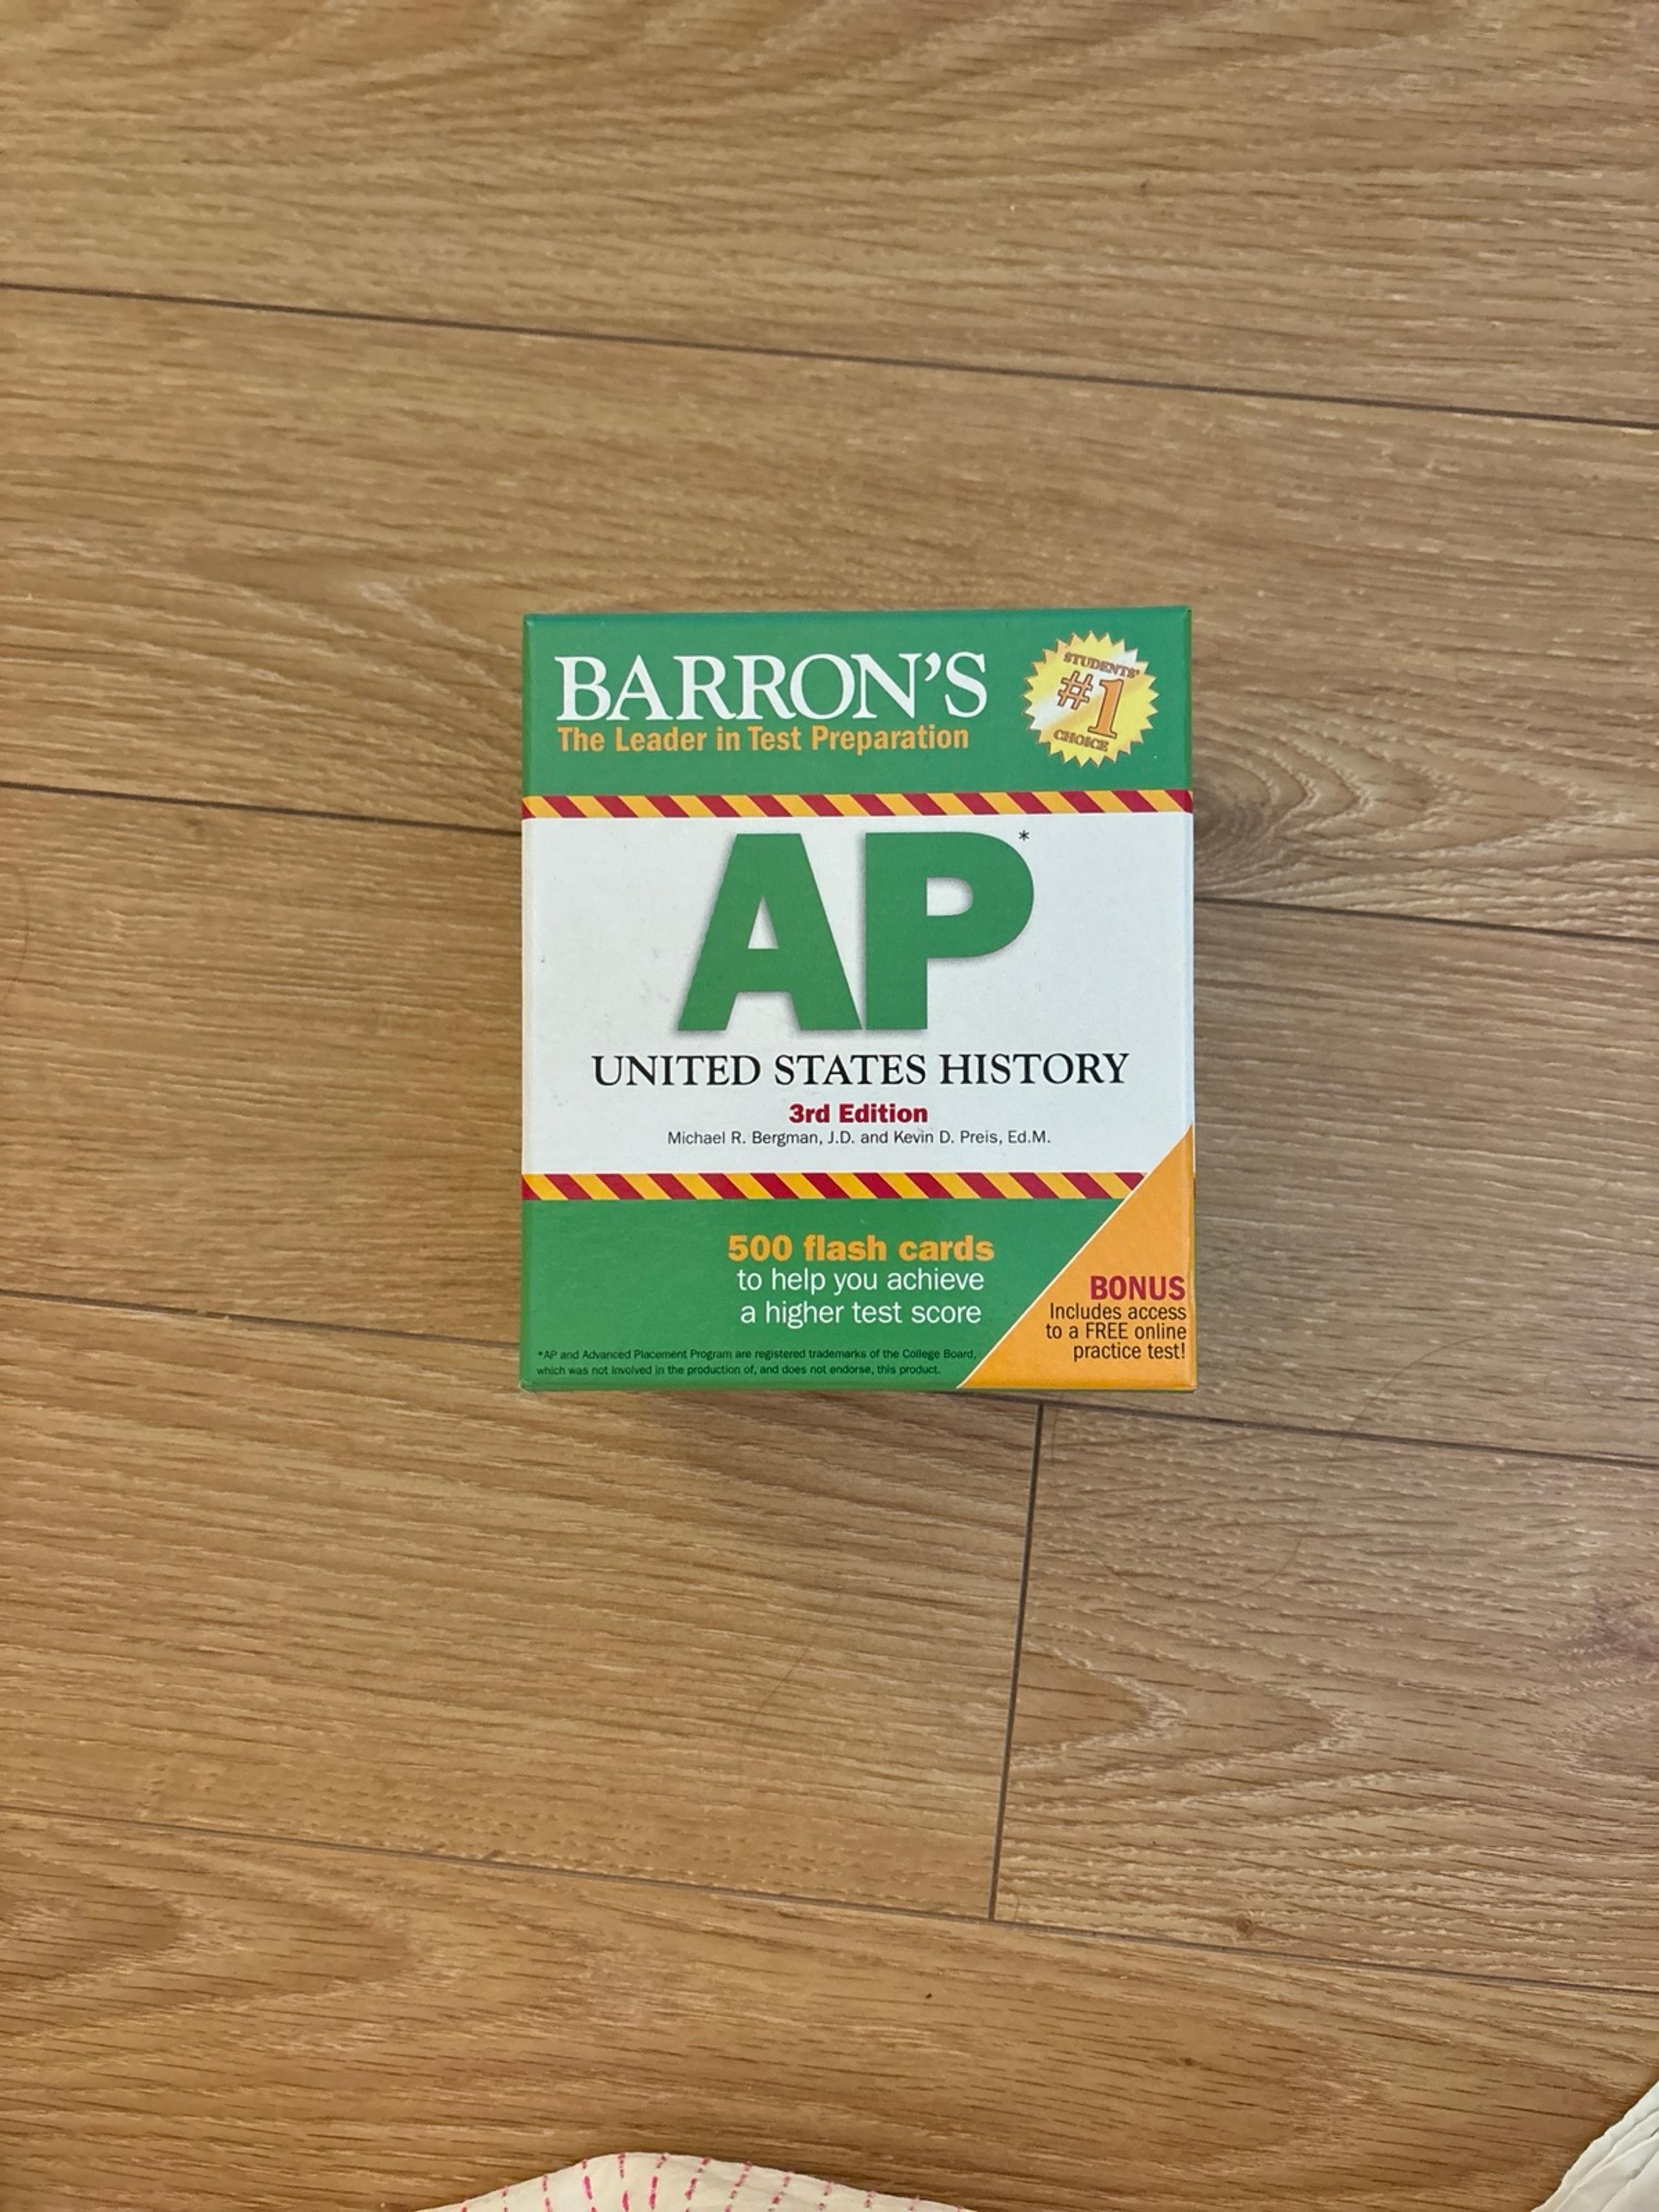 BARRON'S
The Leader in Test Preparation
STUDENTS'
#1
CHOICE
AP*
UNITED STATES HISTORY
3rd Edition
Michael R. Bergman, J.D. and Kevin D. Preis, Ed.M.
500 flash cards
to help you achieve
a higher test score
BONUS
Includes access
to a FREE online
practice test!
*AP and Advanced Placement Program are registered trademarks of the College Board,
which was not involved in the production of, and does not endorse, this product.